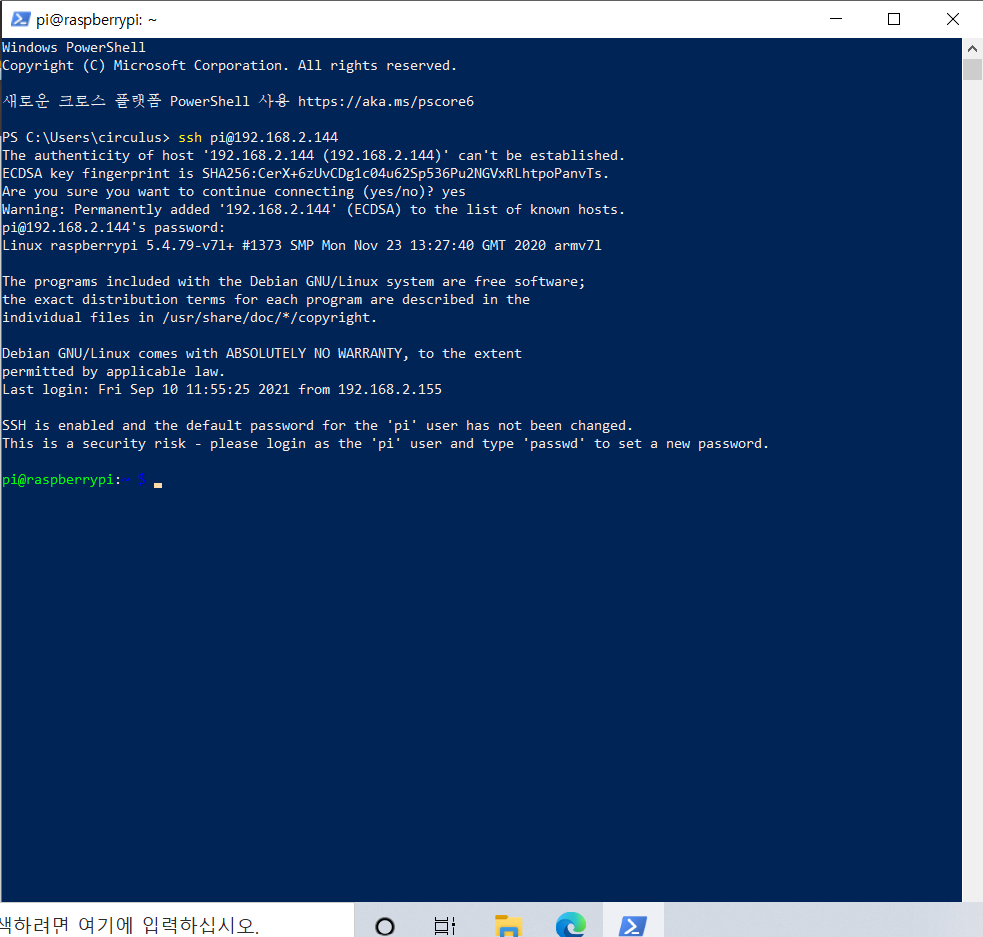 pi@raspberrypi: ~
Windows PowerShell
Copyright (C) Microsoft Corporation. All rights reserved.
새로운 크로스 플랫폼 PowerShell 사용 https://aka.ms/pscore6
PS C:\Users\circulus> ssh pi@192.168.2.144
The authenticity of host '192.168.2.144 (192.168.2.144)' can't be established.
ECDSA key fingerprint is SHA256:CerX+6zUvCDg1c04u62Sp536Pu2NGVxRLhtpoPanvTs.
Are you sure you want to continue connecting (yes/no)? yes
Warning: Permanently added '192.168.2.144' (ECDSA) to the list of known hosts.
pi@192.168.2.144's password:
Linux raspberrypi 5.4.79-v7l+ #1373 SMP Mon Nov 23 13:27:40 GMT 2020 armv7l
The programs included with the Debian GNU/Linux system are free software;
the exact distribution terms for each program are described in the
individual files in /usr/share/doc/*/copyright.
Debian GNU/Linux comes with ABSOLUTELY NO WARRANTY, to the extent
permitted by applicable law.
Last login: Fri Sep 10 11:55:25 2021 from 192.168.2.155
SSH is enabled and the default password for the 'pi' user has not been changed.
This is a security risk - please login as the 'pi' user and type 'passwd' to set a new password.
pi@raspberrypi:~ $
색하려면 여기에 입력하십시오.